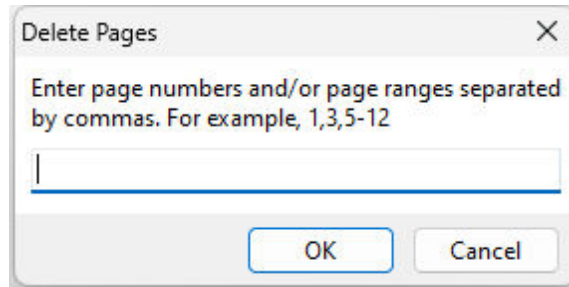 Delete Pages
Enter page numbers and/or page ranges separated
by commas. For example, 1,3,5-12
OK Cancel